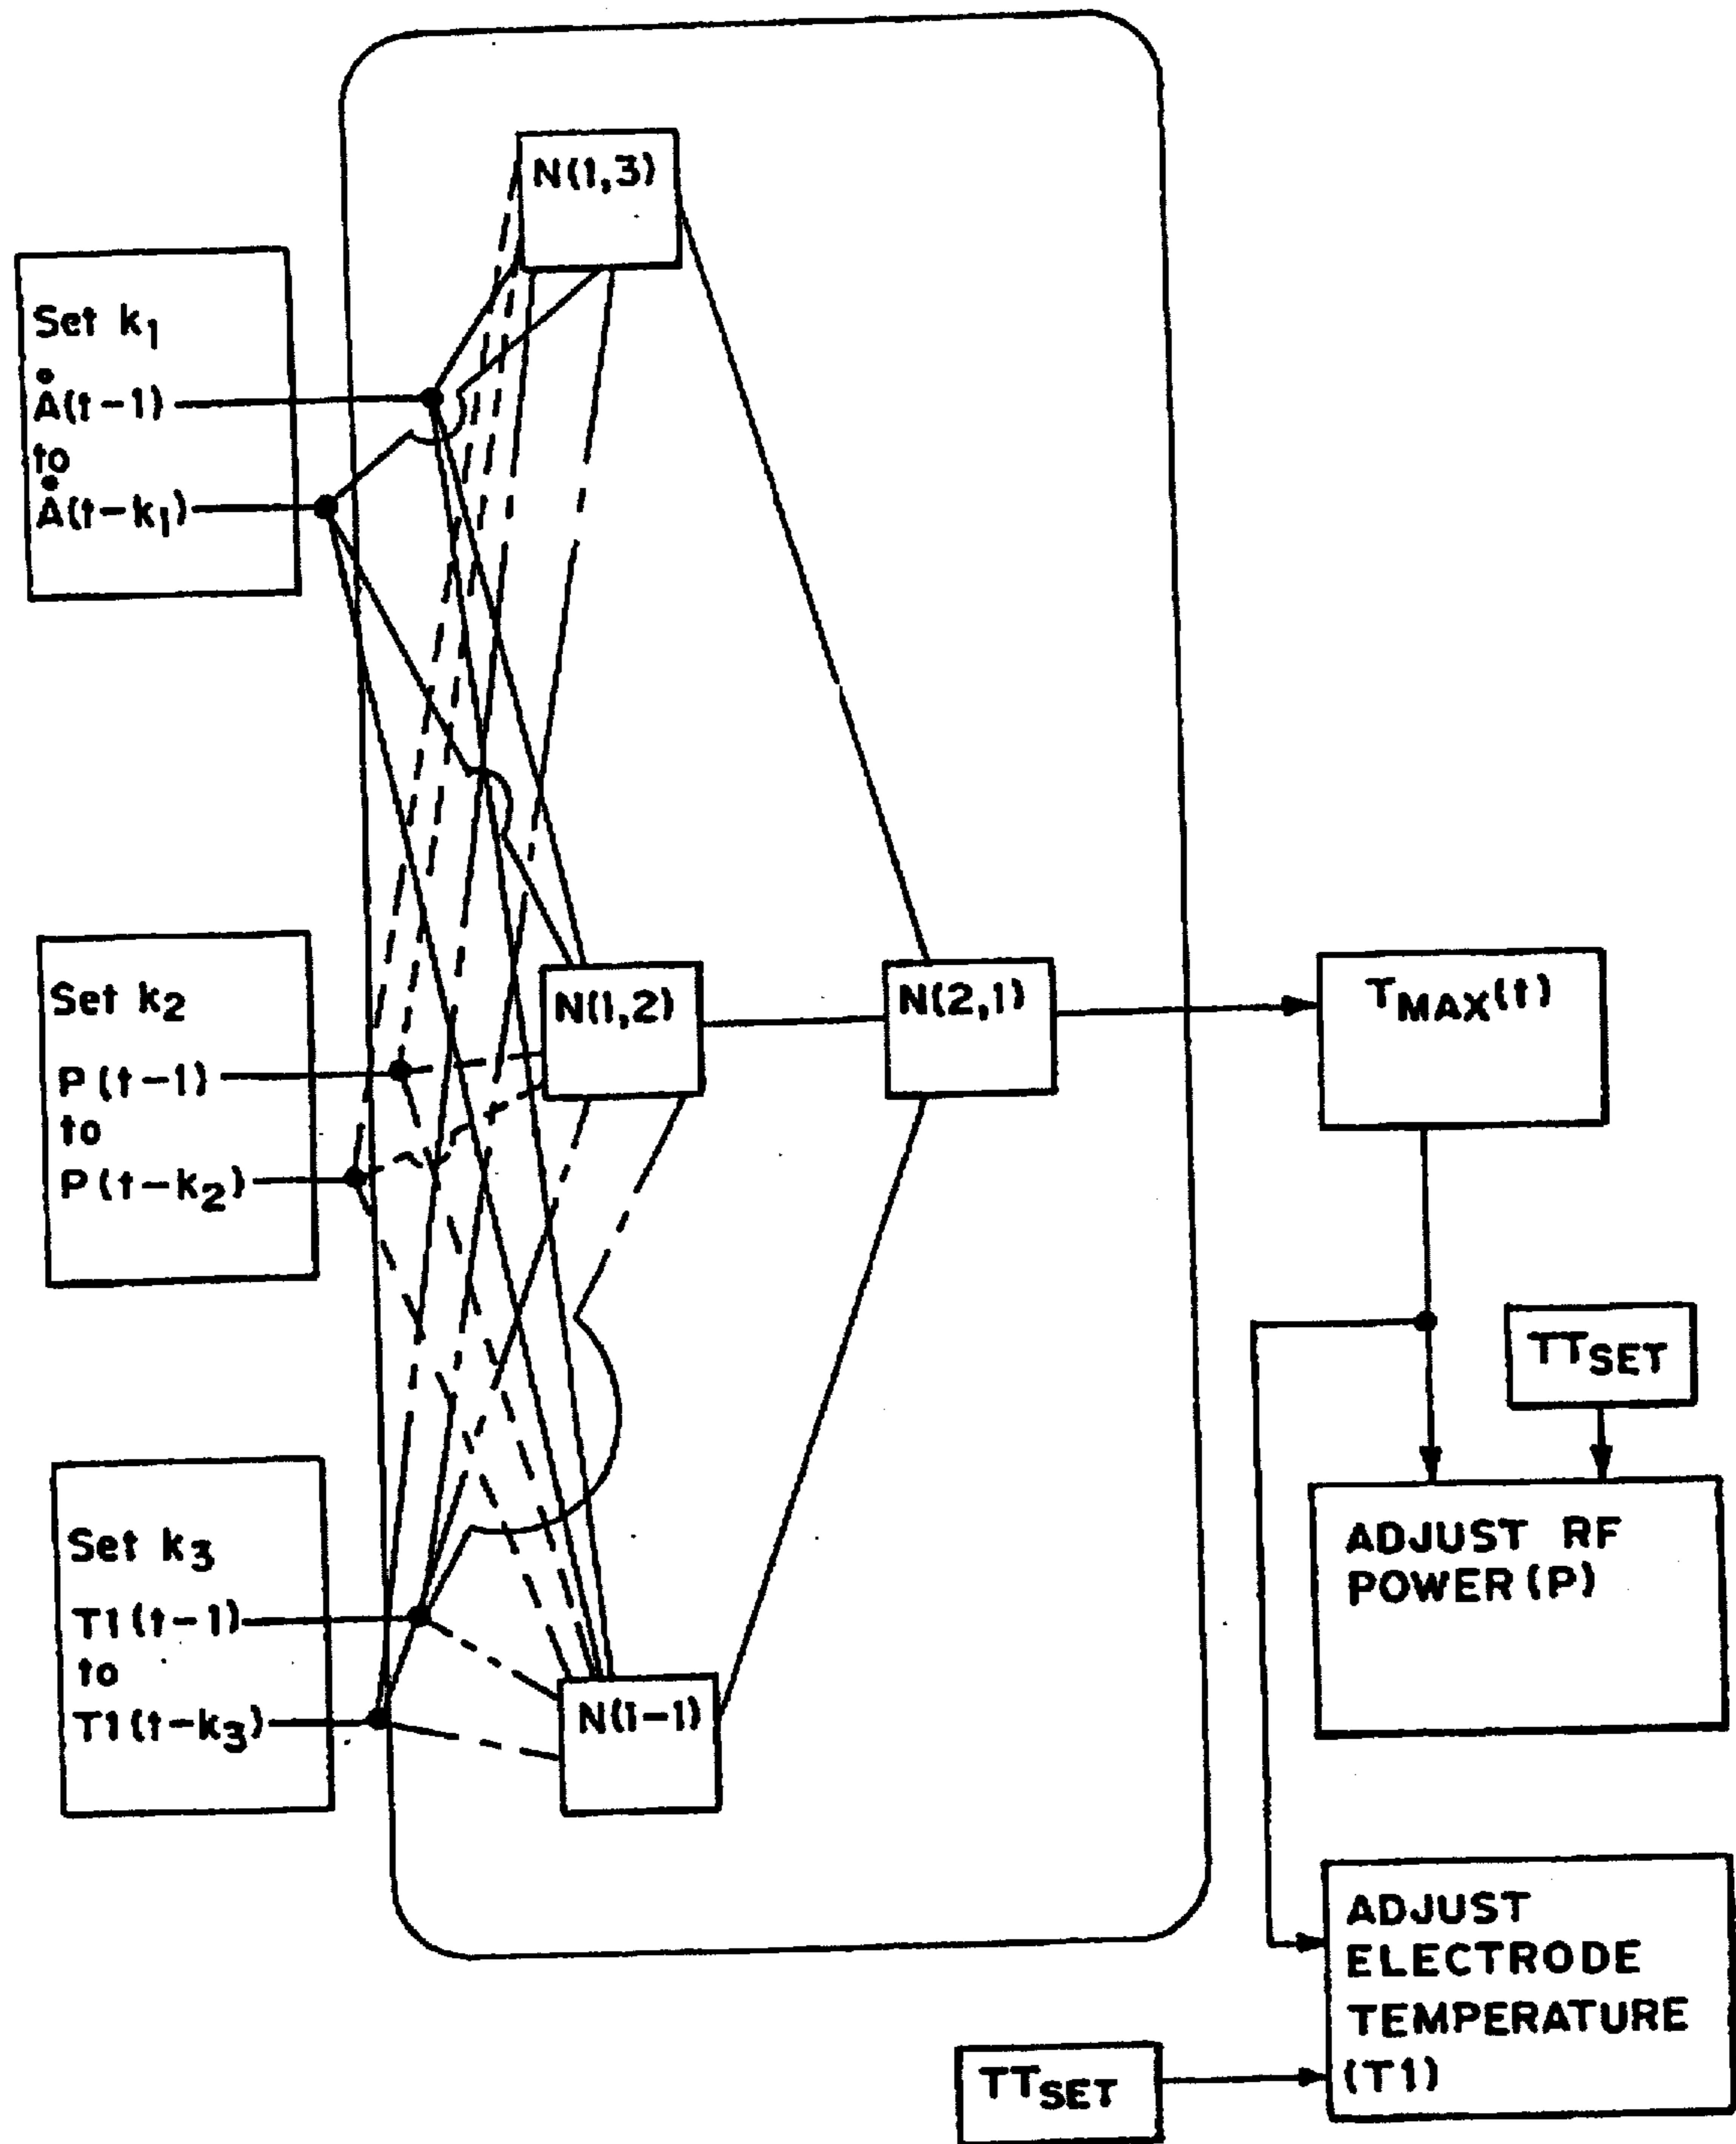 N(1,3)
Set k₁
Ȧ(t-1)
to
Ȧ(t-k₁)
Set k₂
P(t-1)
to
P(t-k₂)
N(1,2)
N(2,1)
TMAX(t)
TTSET
ADJUST RF
POWER(P)
Set k₃
T1(t-1)
to
T1(t-k₃)
N(1-1)
ADJUST
ELECTRODE
TEMPERATURE
(T1)
TTSET